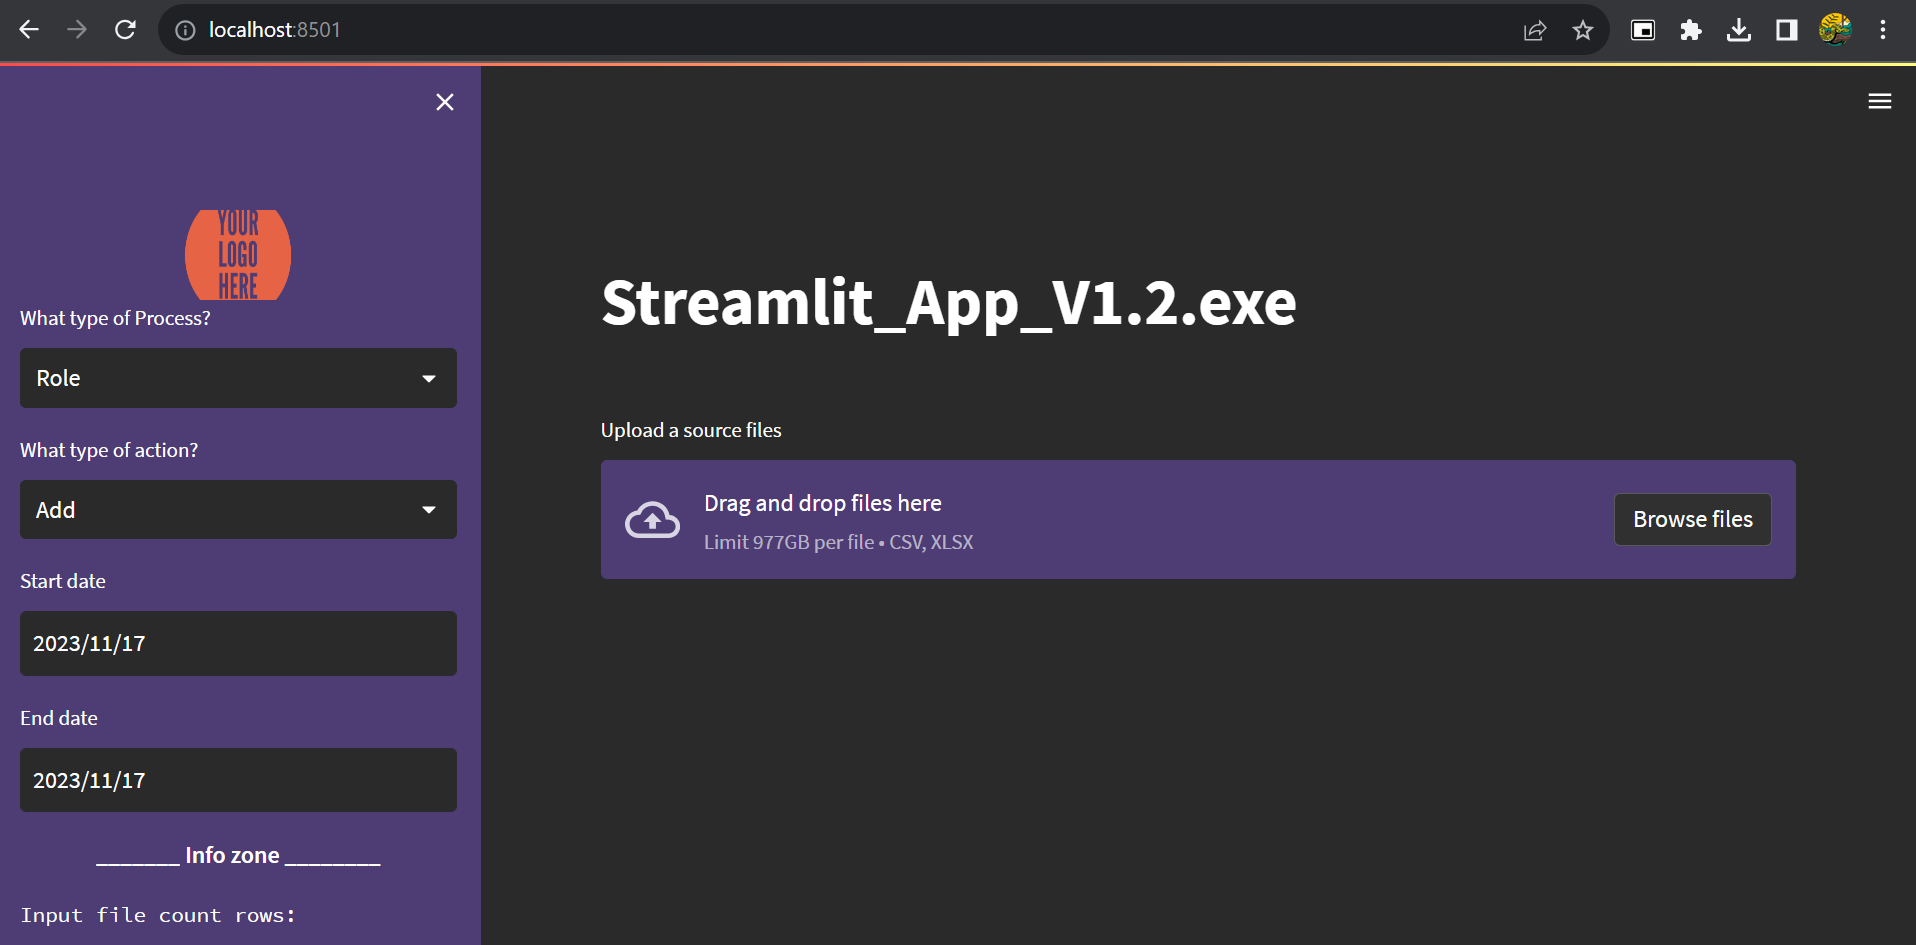 localhost:8501
YOUR
LOGO
HERE
What type of Process?
Role
What type of action?
Add
Start date
2023/11/17
End date
2023/11/17
_______ Info zone ________
Input file count rows:
Streamlit_App_V1.2.exe
Upload a source files
Drag and drop files here
Limit 977GB per file • CSV, XLSX
Browse files